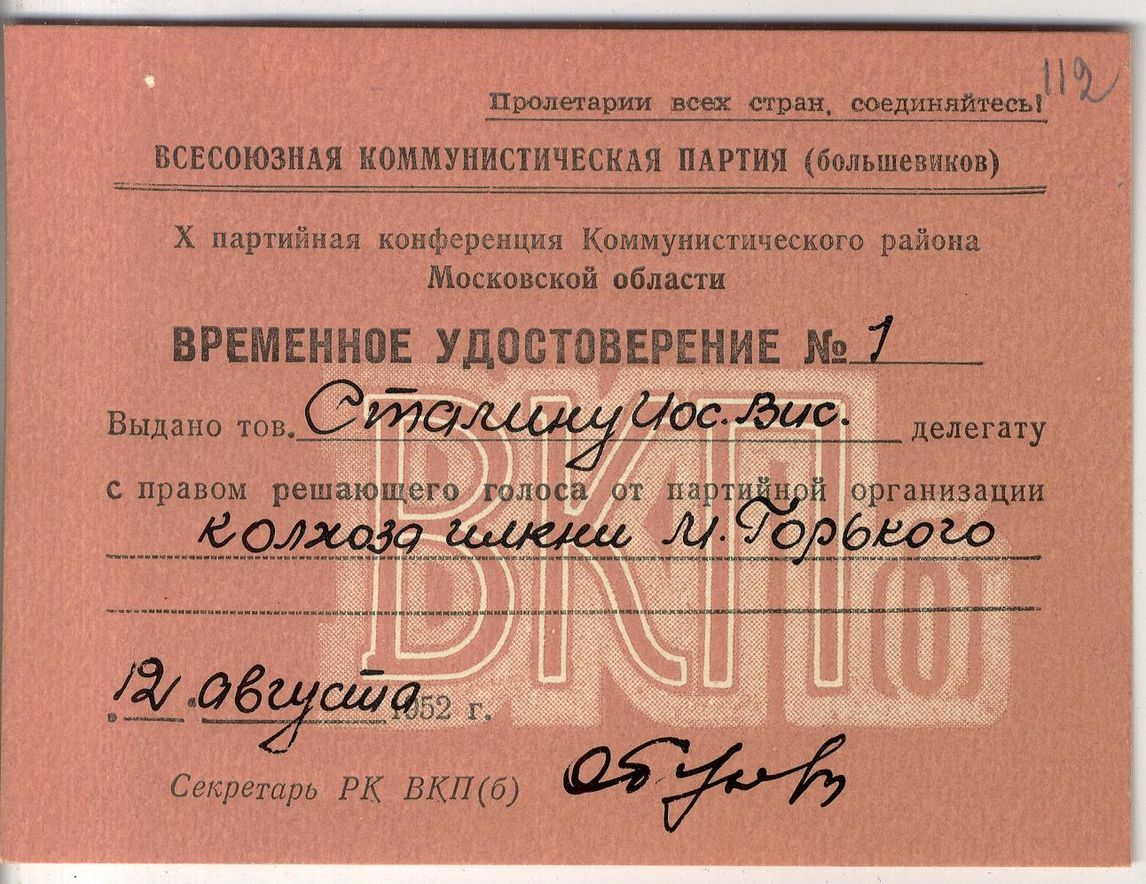 112
Пролетарии всех стран, соединяйтесь!
ВСЕСОЮЗНАЯ КОММУНИСТИЧЕСКАЯ ПАРТИЯ (большевиков)
X партийная конференция Коммунистического района
Московской области
ВРЕМЕННОЕ УДОСТОВЕРЕНИЕ № 1
Выдано тов. Сталину Иос. Вис. делегату
с правом решающего голоса от партийной организации
колхоза имени М. Горького
ВКП(б)
12 августа 1952 г.
Секретарь РК ВКП(б)